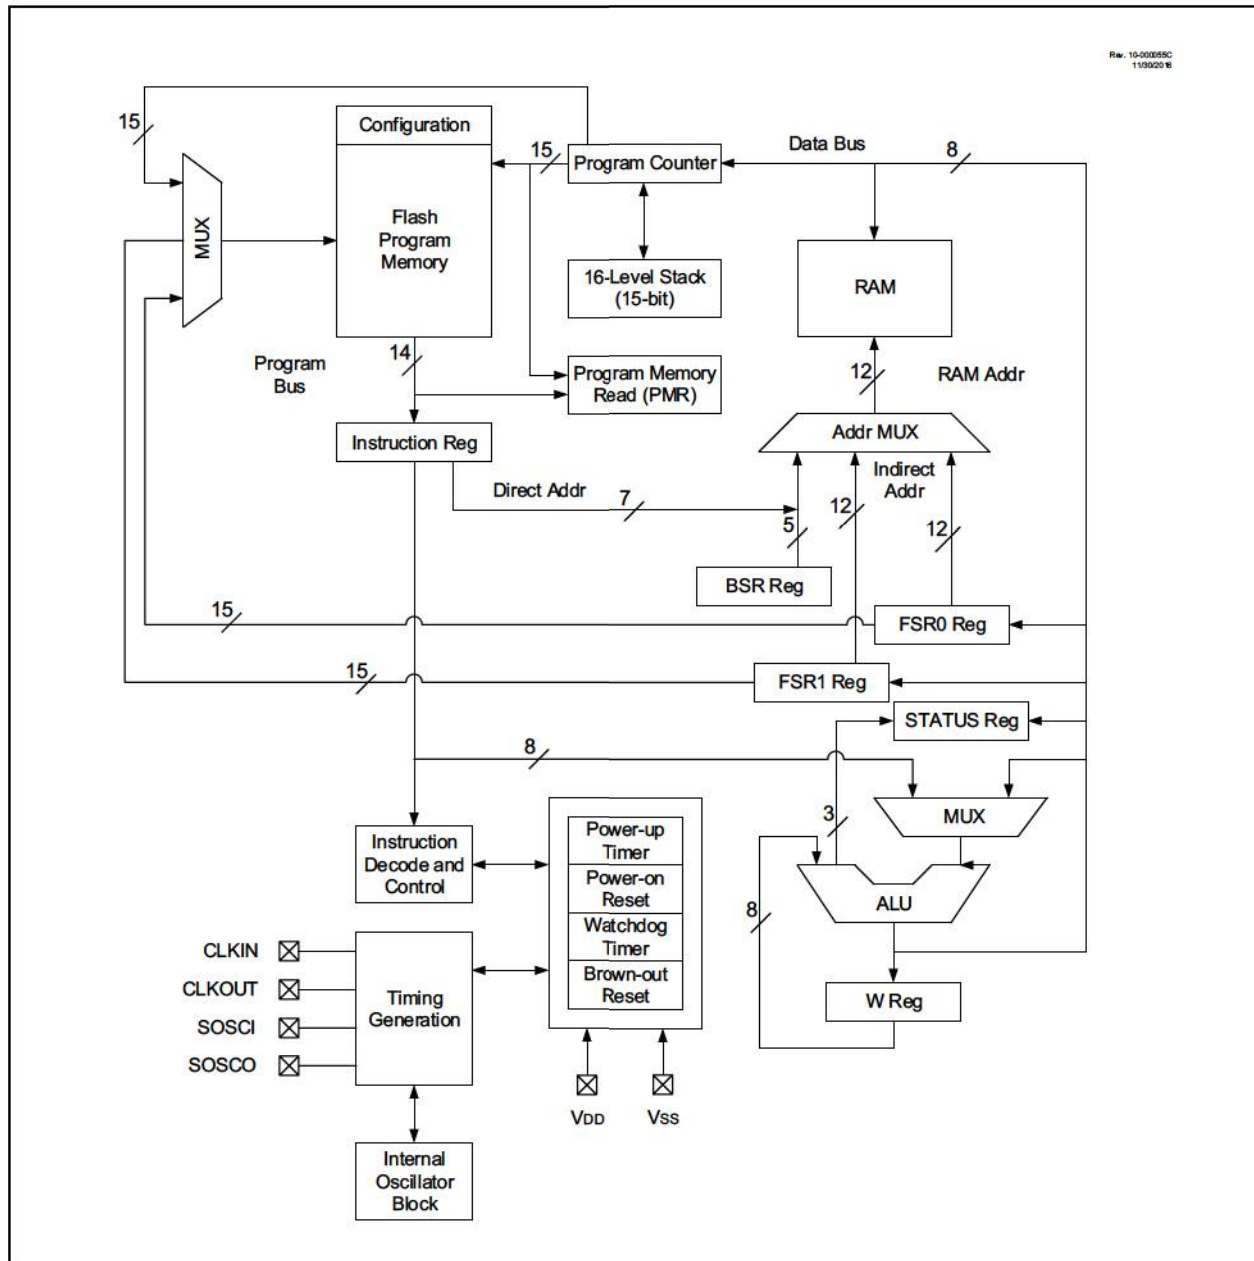 Rev. 10-000055C
11/30/2016
15
Configuration
15
Program Counter
Data Bus
8
MUX
Flash
Program
Memory
16-Level Stack
(15-bit)
RAM
Program
Bus
14
Program Memory
Read (PMR)
12
RAM Addr
Instruction Reg
Addr MUX
Direct Addr
7
Indirect
Addr
5
12
12
BSR Reg
15
FSR0 Reg
15
FSR1 Reg
STATUS Reg
8
3
MUX
Instruction
Decode and
Control
Power-up
Timer
Power-on
Reset
Watchdog
Timer
Brown-out
Reset
8
ALU
W Reg
CLKIN
CLKOUT
SOSCI
SOSCO
Timing
Generation
VDD
VSS
Internal
Oscillator
Block